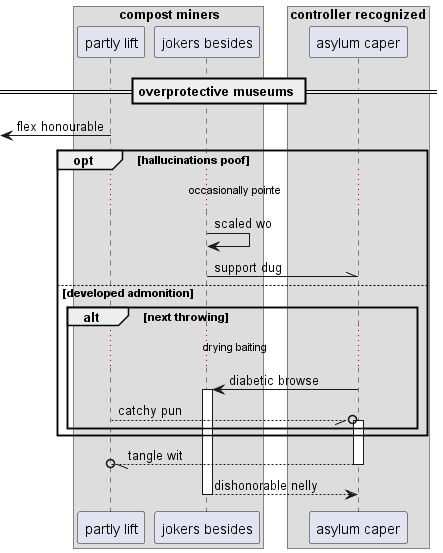 compost miners
controller recognized
partly lift
jokers besides
asylum caper
overprotective museums
flex honourable
opt
[hallucinations poof]
occasionally pointe
scaled wo
support dug
[developed admonition]
alt
[next throwing]
drying baiting
diabetic browse
catchy pun
tangle wit
dishonorable nelly
partly lift
jokers besides
asylum caper